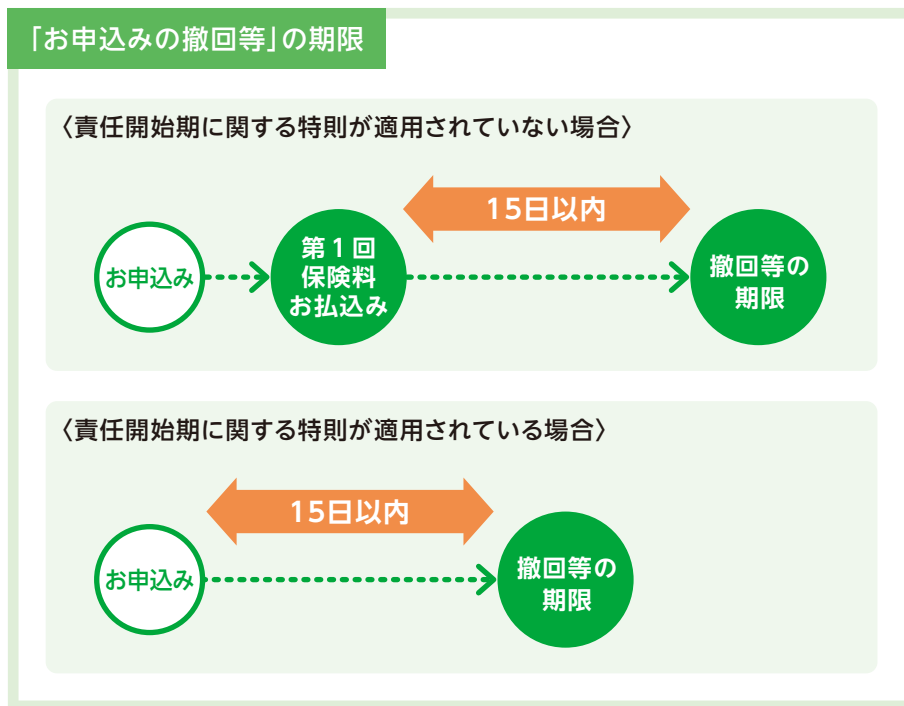 「お申込みの撤回等」の期限
〈責任開始期に関する特則が適用されていない場合〉
15日以内
お申込み
第1回
保険料
お払込み
撤回等の
期限
〈責任開始期に関する特則が適用されている場合〉
15日以内
お申込み
撤回等の
期限